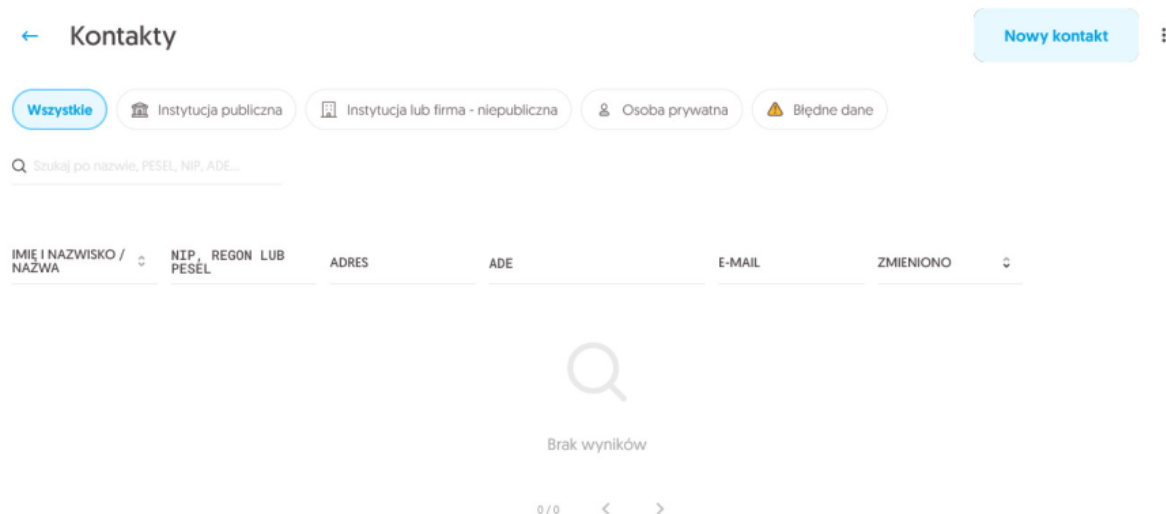 Kontakty
Nowy kontakt
Wszystkie
Instytucja publiczna
Instytucja lub firma - niepubliczna
Osoba prywatna
Błędne dane
Szukaj po nazwie, PESEL, NIP, ADE...
IMIĘ I NAZWISKO /
NAZWA
NIP, REGON LUB
PESEL
ADRES
ADE
E-MAIL
ZMIENIONO
Brak wyników
0 / 0